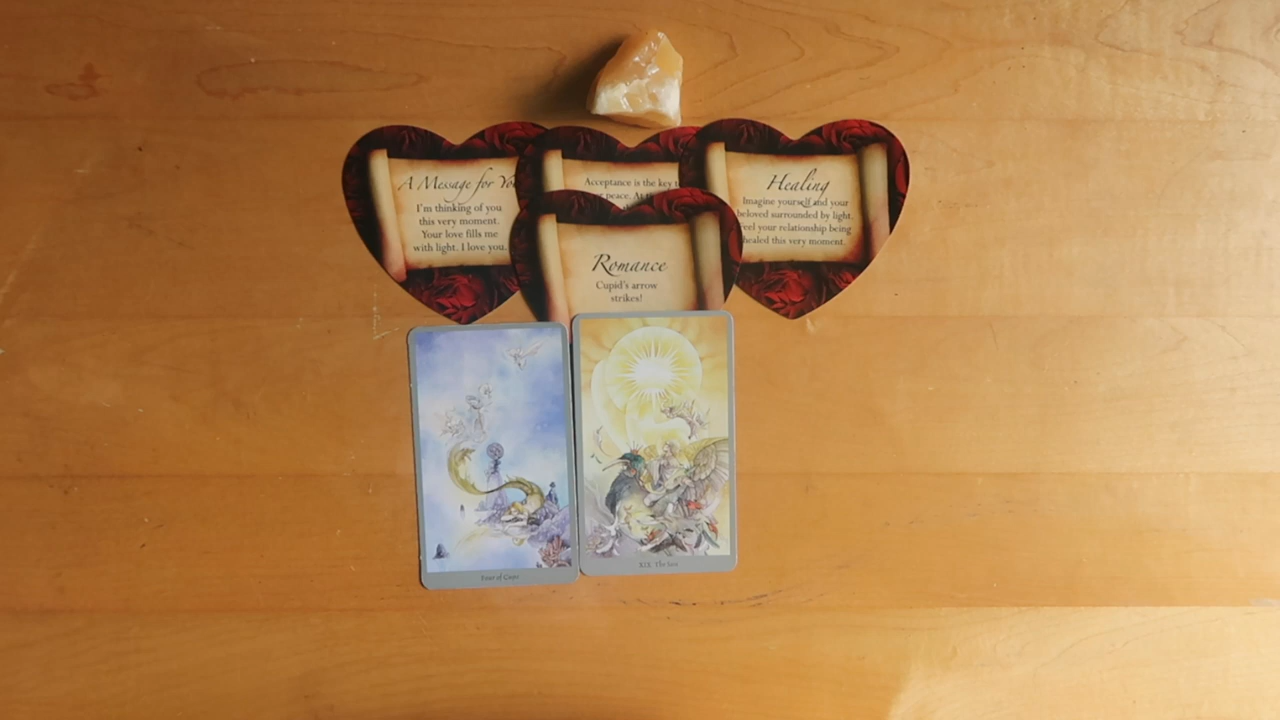 A Message for You
I'm thinking of you
this very moment.
Your love fills me
with light. I love you.
Acceptance is the key t
peace. At
Healing
Imagine yourself and your
beloved surrounded by light.
Feel your relationship being
healed this very moment.
Romance
Cupid's arrow
strikes!
Four of Cups
XIX The Sun